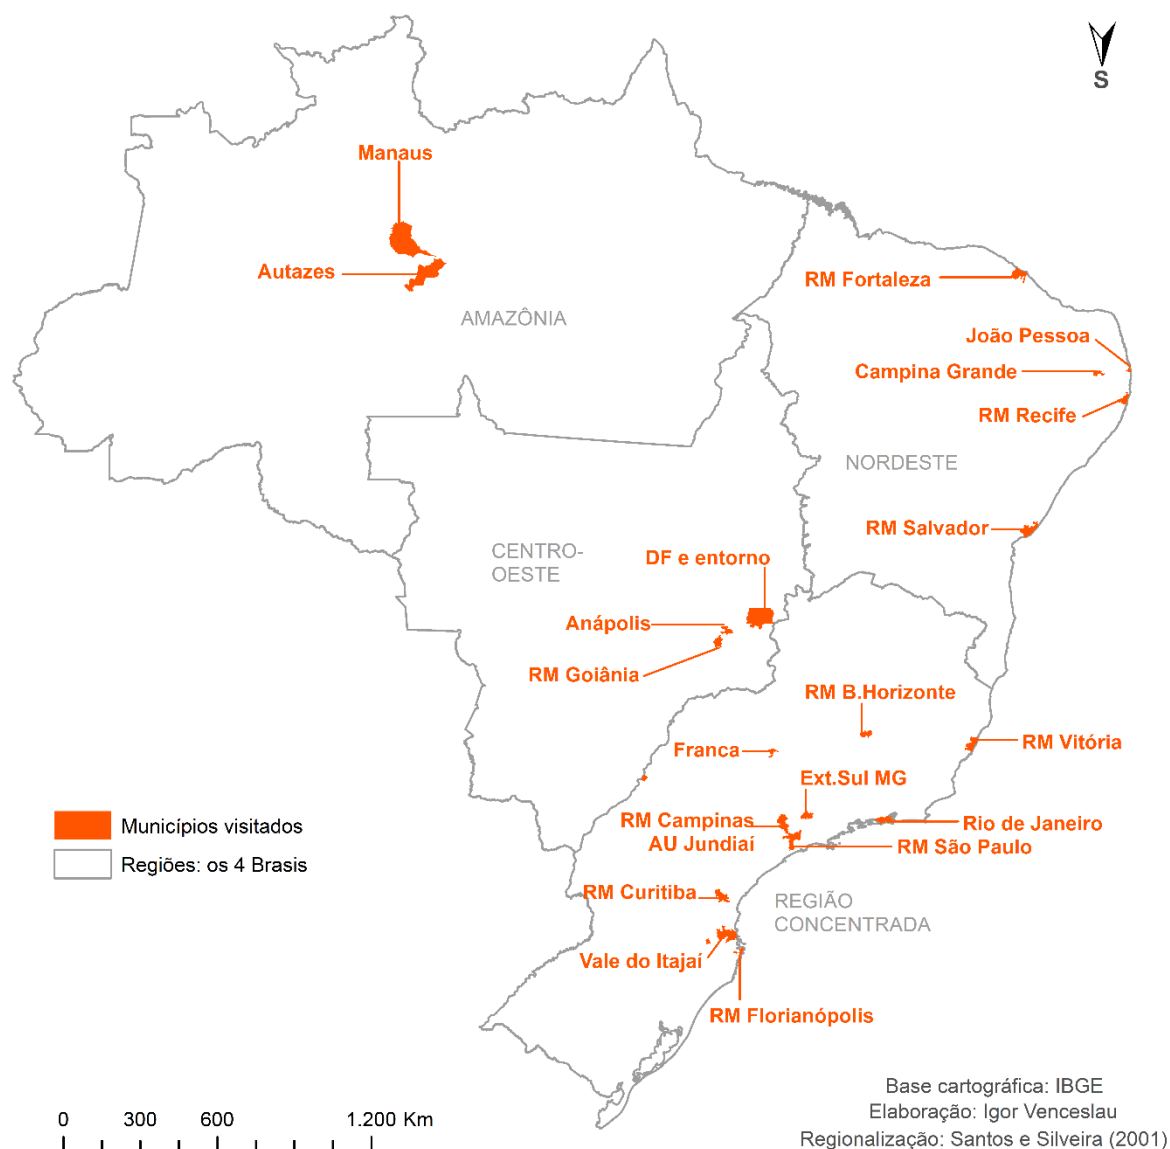 S
Manaus
Autazes
AMAZÔNIA
RM Fortaleza
João Pessoa
Campina Grande
RM Recife
NORDESTE
RM Salvador
CENTRO-
OESTE
DF e entorno
Anápolis
RM Goiânia
RM B.Horizonte
RM Vitória
Franca
Ext.Sul MG
RM Campinas
AU Jundiaí
Rio de Janeiro
RM São Paulo
RM Curitiba
REGIÃO
CONCENTRADA
Vale do Itajaí
RM Florianópolis
Municípios visitados
Regiões: os 4 Brasis
0 300 600 1.200 Km
Base cartográfica: IBGE
Elaboração: Igor Venceslau
Regionalização: Santos e Silveira (2001)